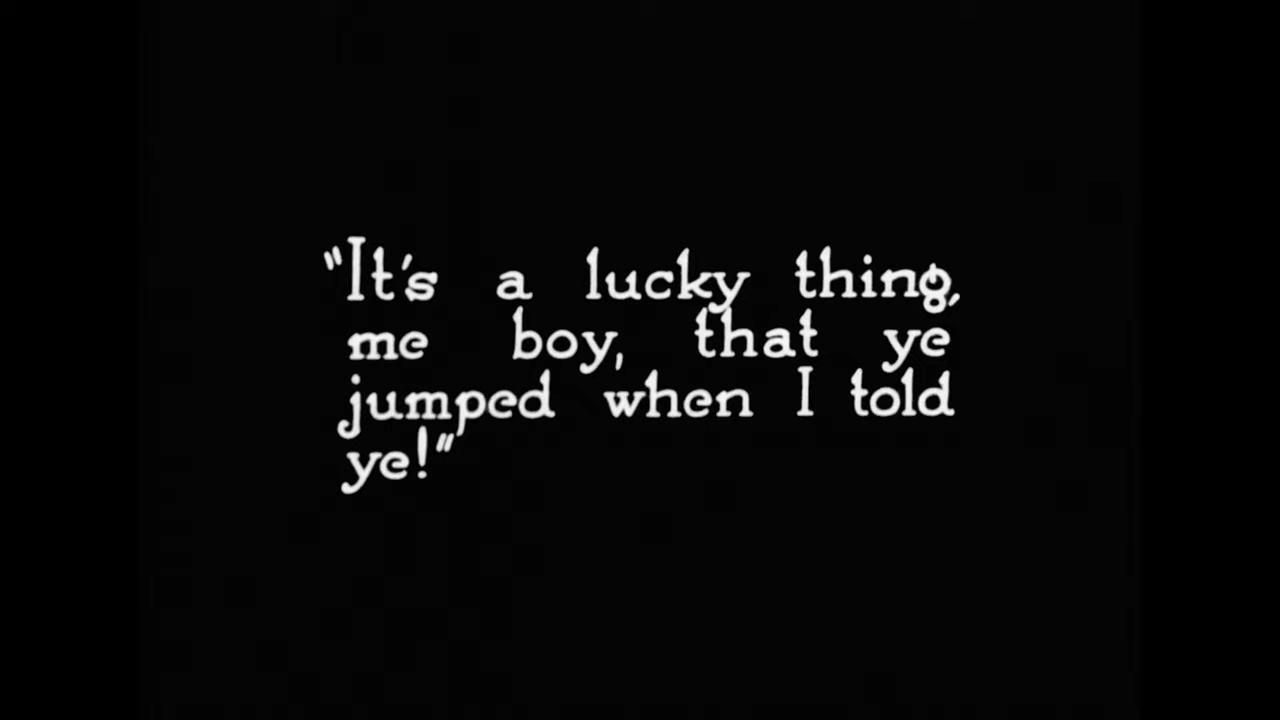 "It's a lucky thing,
me boy, that ye
jumped when I told
ye!"